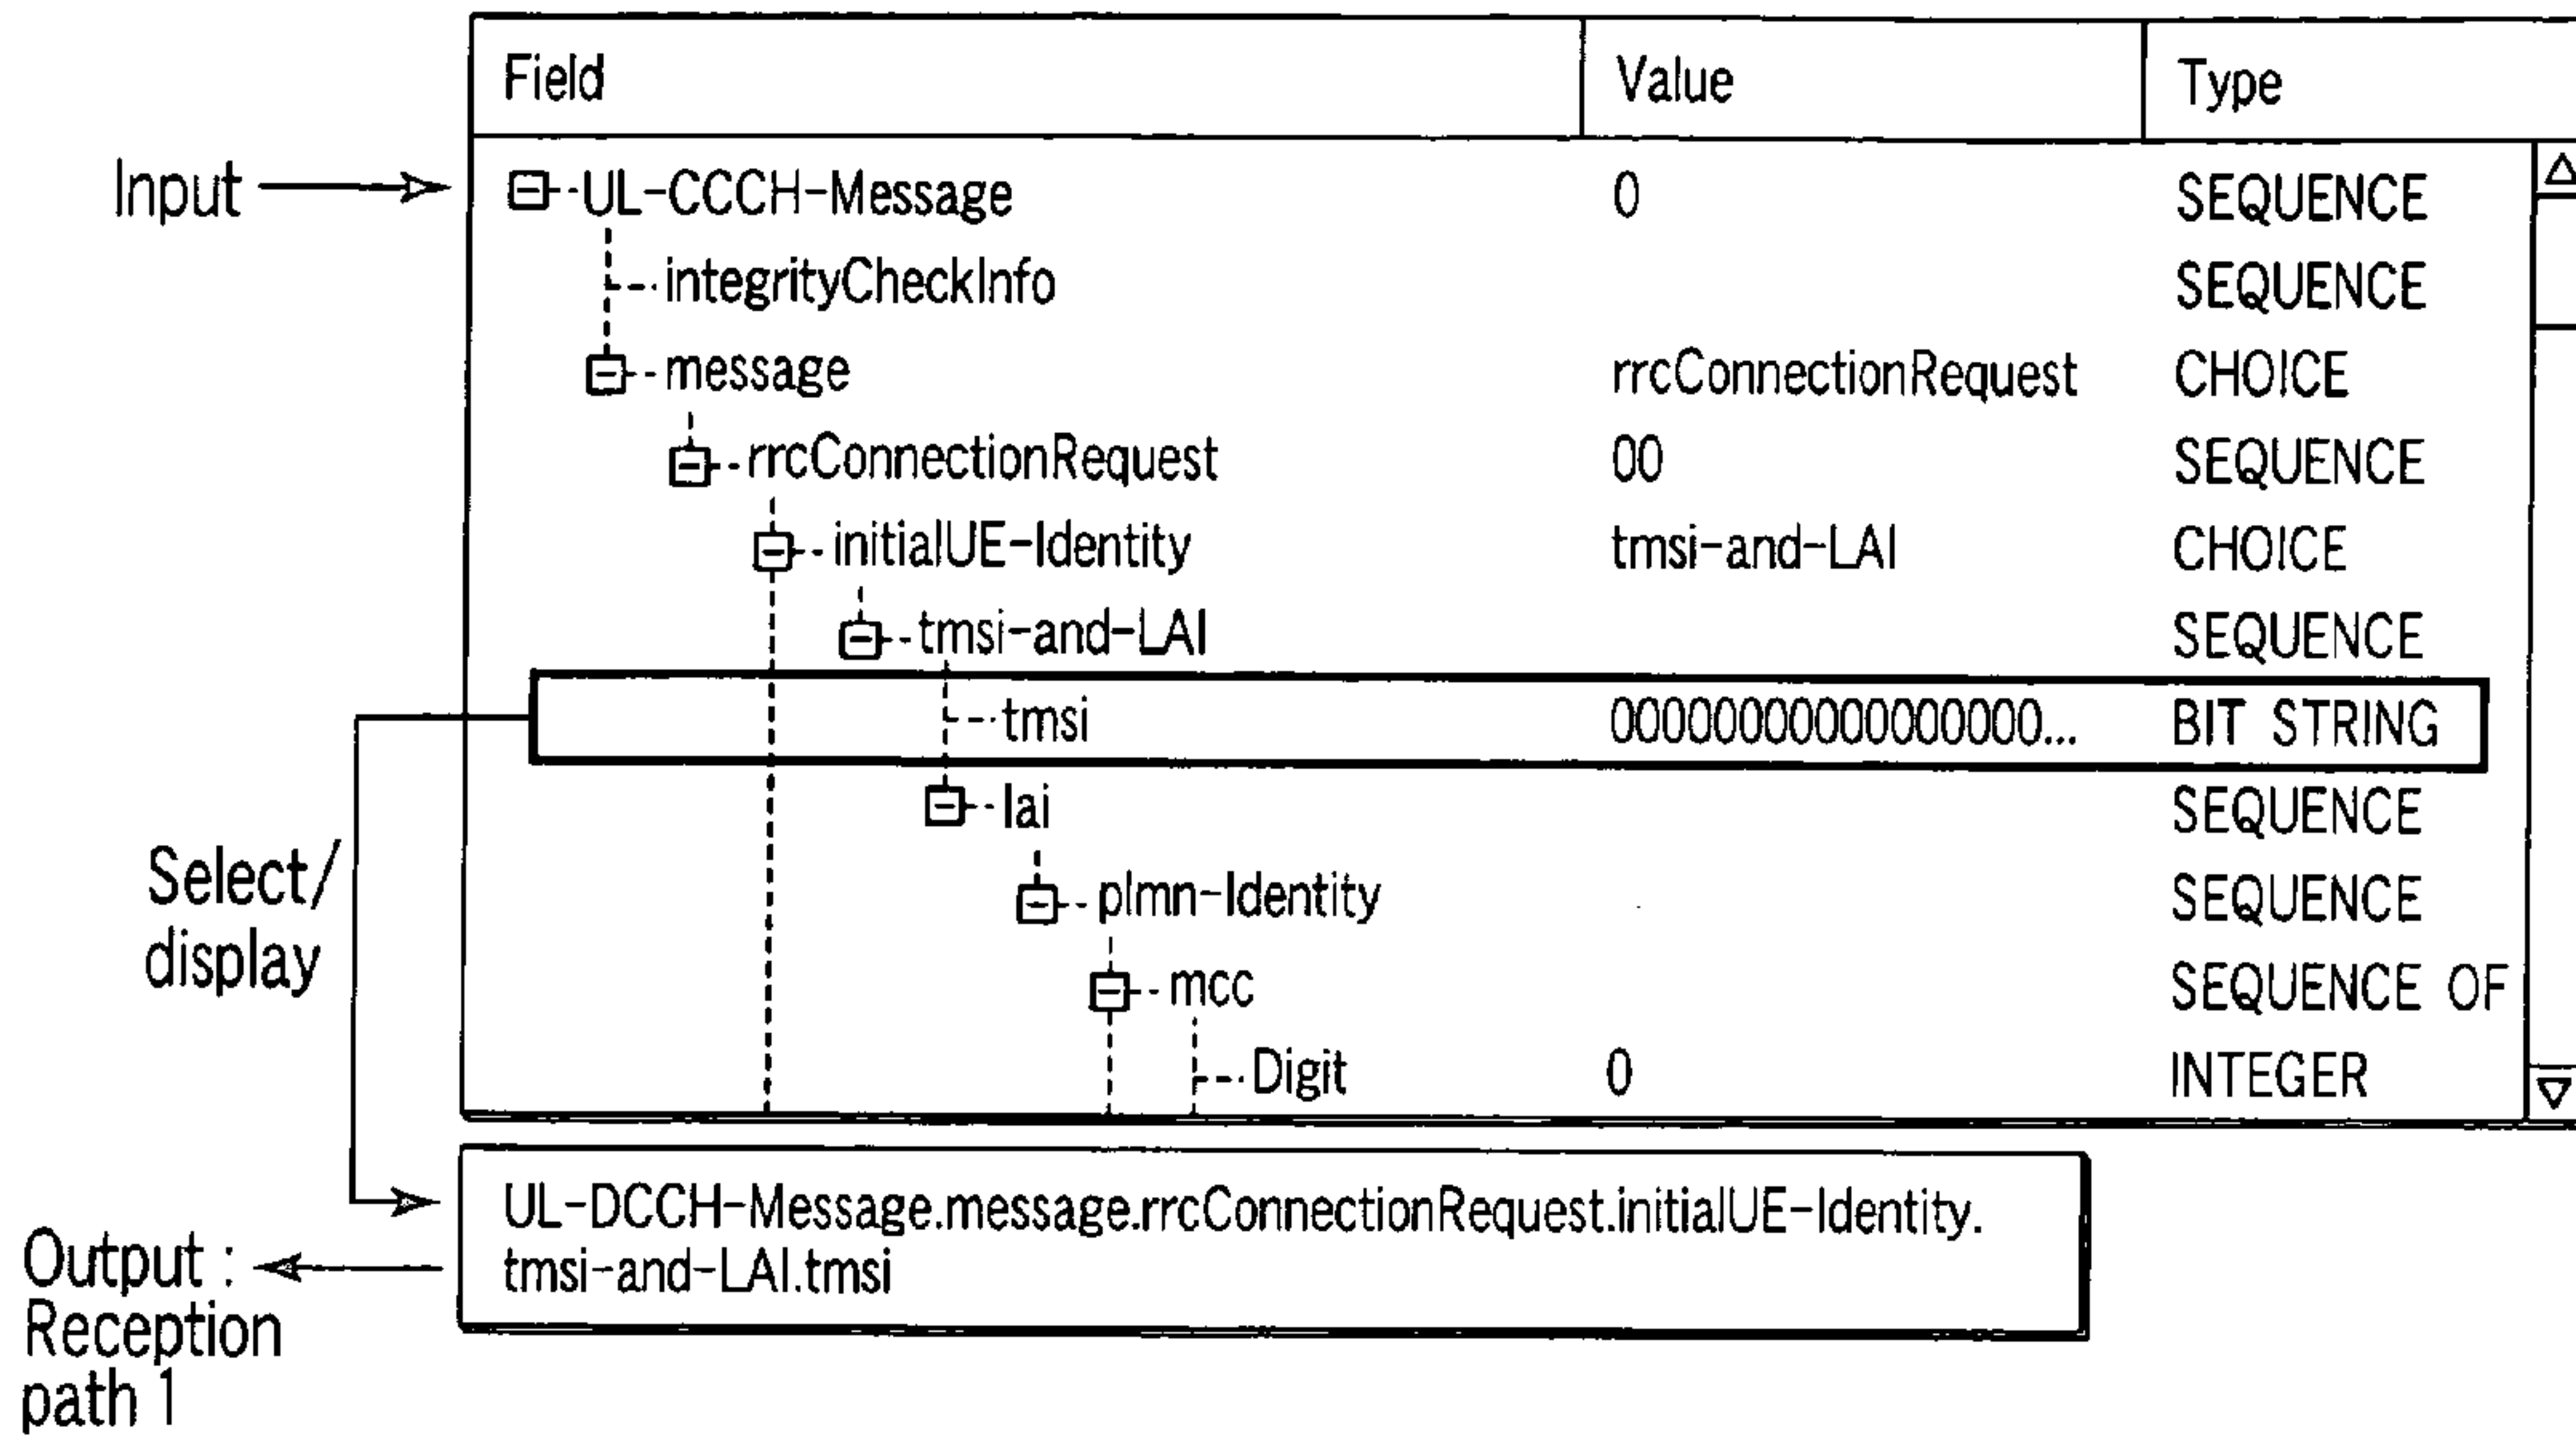 Field Value Type
Input
UL-CCCH-Message 0 SEQUENCE
integrityCheckInfo SEQUENCE
message rrcConnectionRequest CHOICE
rrcConnectionRequest 00 SEQUENCE
initialUE-Identity tmsi-and-LAI CHOICE
tmsi-and-LAI SEQUENCE
tmsi 00000000000000000000... BIT STRING
lai SEQUENCE
plmn-Identity SEQUENCE
mcc SEQUENCE OF
Digit 0 INTEGER
Select/
display
UL-DCCH-Message.message.rrcConnectionRequest.initialUE-Identity.
tmsi-and-LAI.tmsi
Output :
Reception
path 1